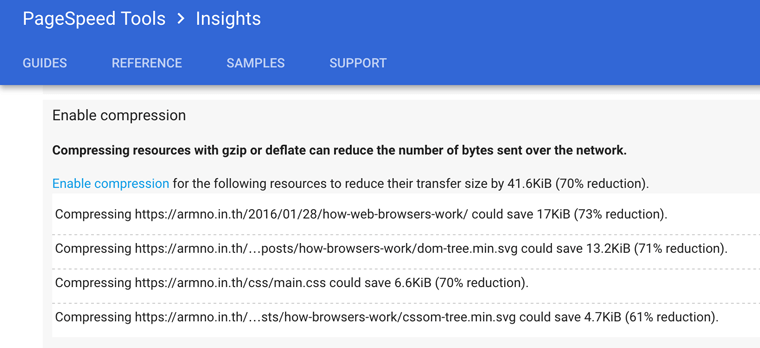 PageSpeed Tools > Insights
GUIDES REFERENCE SAMPLES SUPPORT
Enable compression
Compressing resources with gzip or deflate can reduce the number of bytes sent over the network.
Enable compression for the following resources to reduce their transfer size by 41.6KiB (70% reduction).
Compressing https://armno.in.th/2016/01/28/how-web-browsers-work/ could save 17KiB (73% reduction).
Compressing https://armno.in.th/…posts/how-browsers-work/dom-tree.min.svg could save 13.2KiB (71% reduction).
Compressing https://armno.in.th/css/main.css could save 6.6KiB (70% reduction).
Compressing https://armno.in.th/…sts/how-browsers-work/cssom-tree.min.svg could save 4.7KiB (61% reduction).